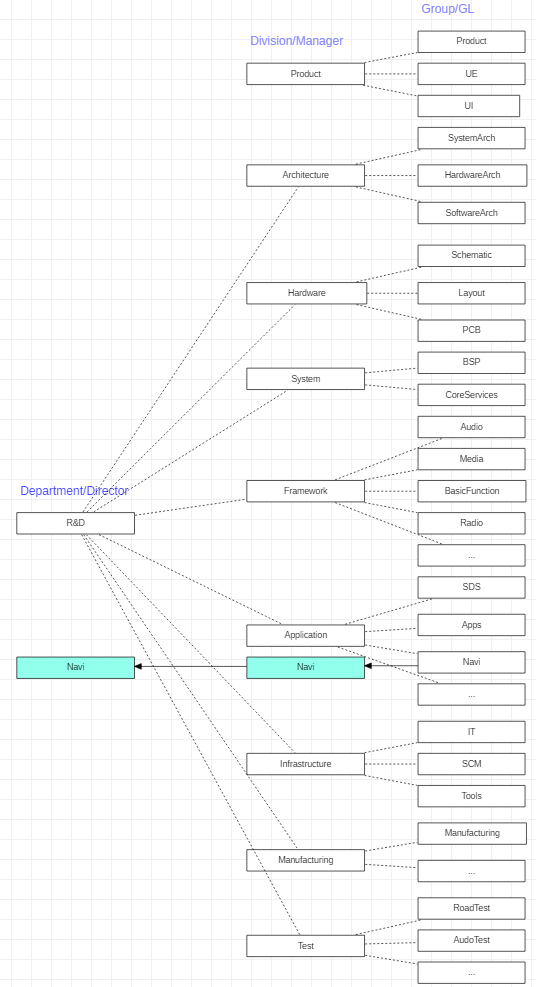 Group/GL
Division/Manager
Product
Product
UE
UI
Architecture
SystemArch
HardwareArch
SoftwareArch
Hardware
Schematic
Layout
PCB
System
BSP
CoreServices
Department/Director
R&D
Framework
Audio
Media
BasicFunction
Radio
...
Application
SDS
Apps
Navi
...
Navi
Navi
Infrastructure
IT
SCM
Tools
Manufacturing
Manufacturing
...
Test
RoadTest
AudoTest
...